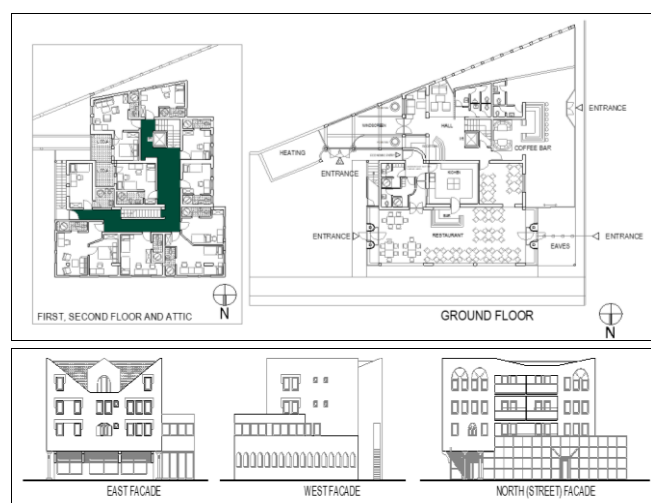 ENTRANCE
HALL
COFFEE BAR
HEATING
ENTRANCE
ENTRANCE
BAR
RESTAURANT
EAVES
ENTRANCE
FIRST, SECOND FLOOR AND ATTIC
N
GROUND FLOOR
N
EAST FACADE
WEST FACADE
NORTH (STREET) FACADE